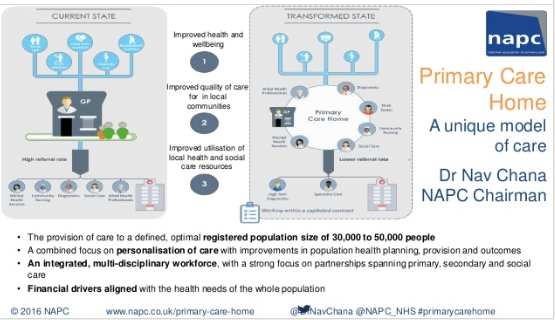 CURRENT STATE
GP
High referral rate
Mental Health Services
Community Nursing
Diagnostics
Social Care
Allied Health Professionals
Improved health and wellbeing
1
Improved quality of care for in local communities
2
Improved utilisation of local health and social care resources
3
TRANSFORMED STATE
Allied Health Professionals
Diagnostics
GP
Primary Care Home
Community Nursing
Mental Health Services
Social Care
Lower referral rate
Diagnostics
Specialty Care
Working within a capitated contract
napc
Primary Care
Home
A unique model
of care
Dr Nav Chana
NAPC Chairman
• The provision of care to a defined, optimal registered population size of 30,000 to 50,000 people
• A combined focus on personalisation of care with improvements in population health planning, provision and outcomes
• An integrated, multi-disciplinary workforce, with a strong focus on partnerships spanning primary, secondary and social
care
• Financial drivers aligned with the health needs of the whole population
© 2016 NAPC
www.napc.co.uk/primary-care-home
@DrNavChana @NAPC_NHS #primarycarehome